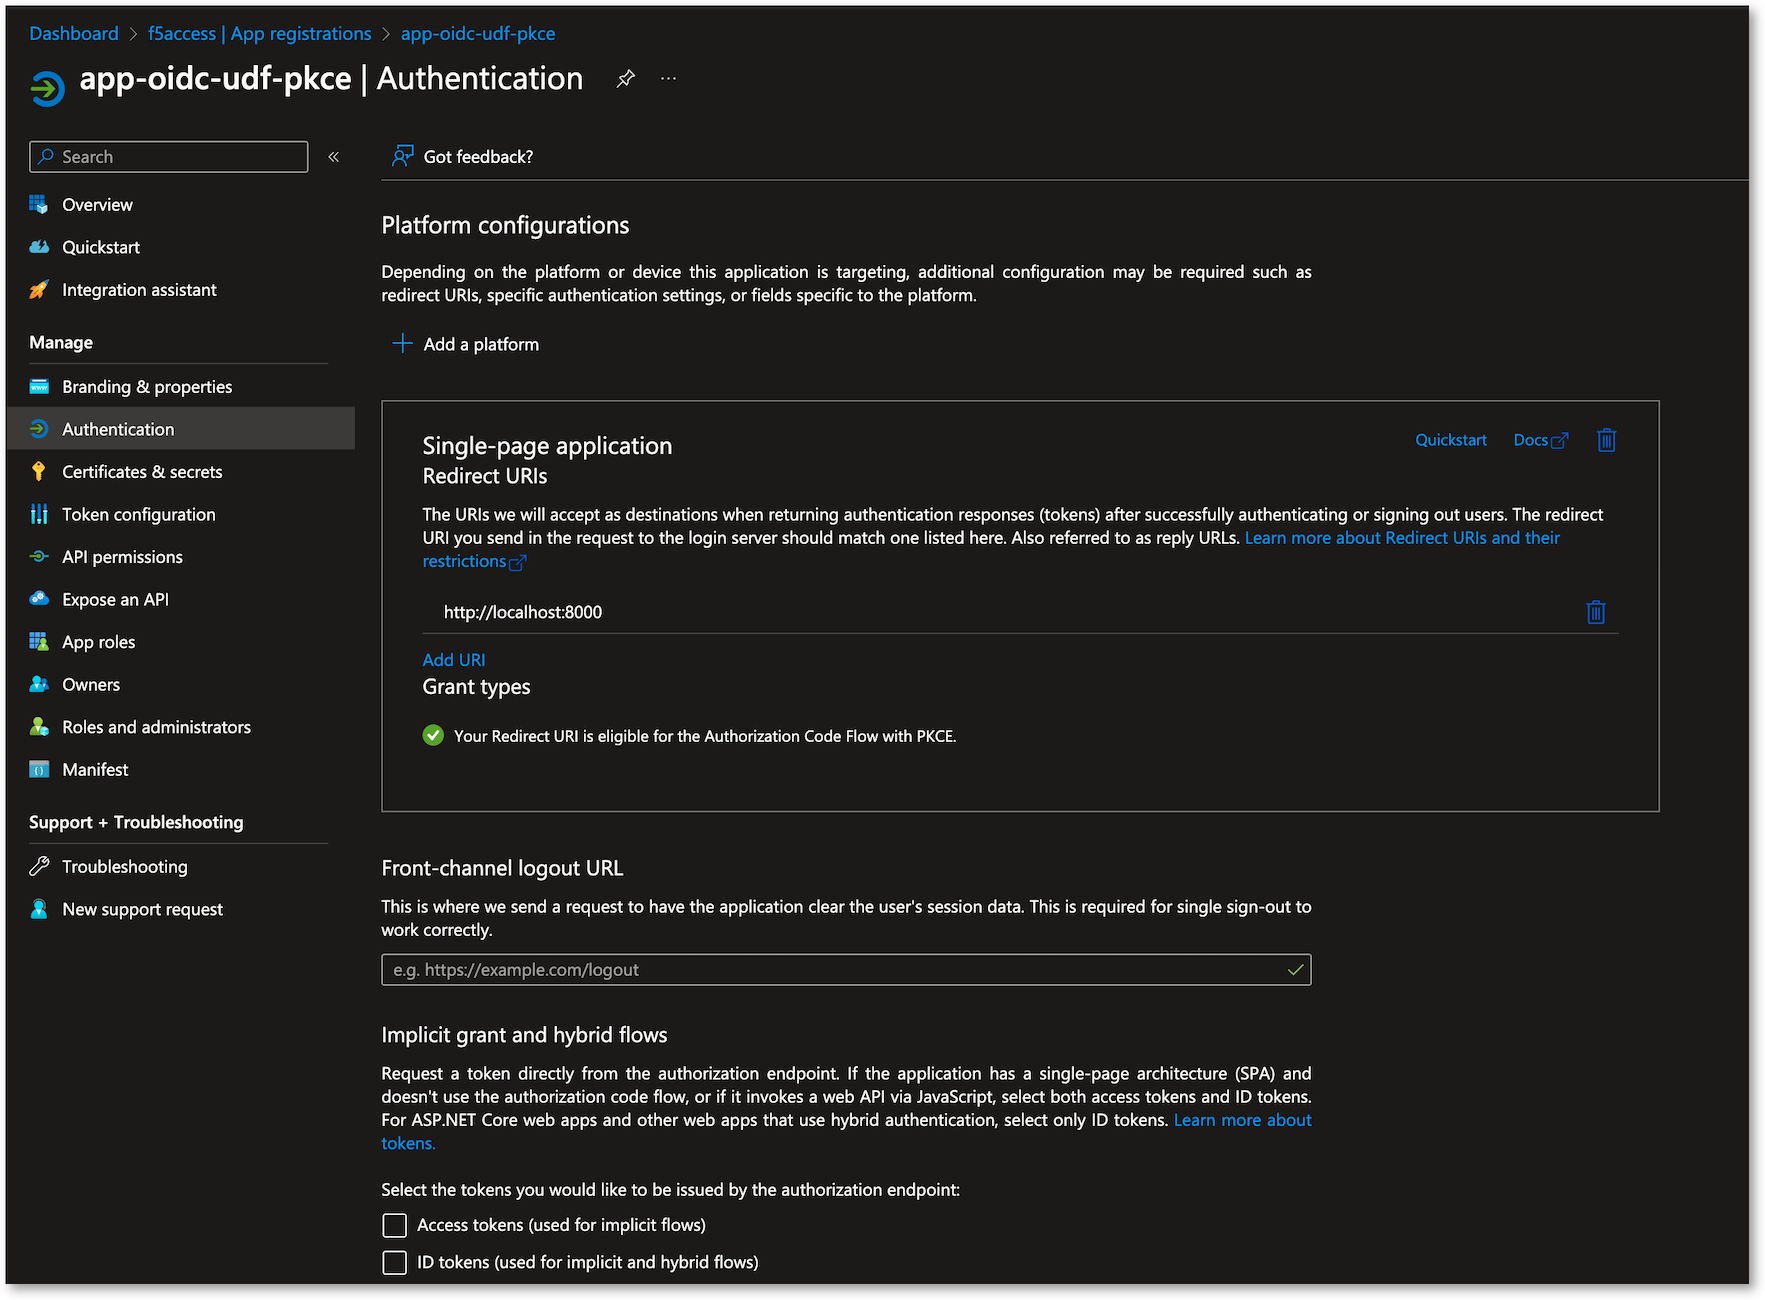 Dashboard > f5access | App registrations > app-oidc-udf-pkce
app-oidc-udf-pkce | Authentication
Search
Overview
Quickstart
Integration assistant
Manage
Branding & properties
Authentication
Certificates & secrets
Token configuration
API permissions
Expose an API
App roles
Owners
Roles and administrators
Manifest
Support + Troubleshooting
Troubleshooting
New support request
Got feedback?
Platform configurations
Depending on the platform or device this application is targeting, additional configuration may be required such as
redirect URIs, specific authentication settings, or fields specific to the platform.
Add a platform
Single-page application
Quickstart
Docs
Redirect URIs
The URIs we will accept as destinations when returning authentication responses (tokens) after successfully authenticating or signing out users. The redirect
URI you send in the request to the login server should match one listed here. Also referred to as reply URLs. Learn more about Redirect URIs and their
restrictions
http://localhost:8000
Add URI
Grant types
Your Redirect URI is eligible for the Authorization Code Flow with PKCE.
Front-channel logout URL
This is where we send a request to have the application clear the user's session data. This is required for single sign-out to
work correctly.
e.g. https://example.com/logout
Implicit grant and hybrid flows
Request a token directly from the authorization endpoint. If the application has a single-page architecture (SPA) and
doesn't use the authorization code flow, or if it invokes a web API via JavaScript, select both access tokens and ID tokens.
For ASP.NET Core web apps and other web apps that use hybrid authentication, select only ID tokens. Learn more about
tokens.
Select the tokens you would like to be issued by the authorization endpoint:
Access tokens (used for implicit flows)
ID tokens (used for implicit and hybrid flows)